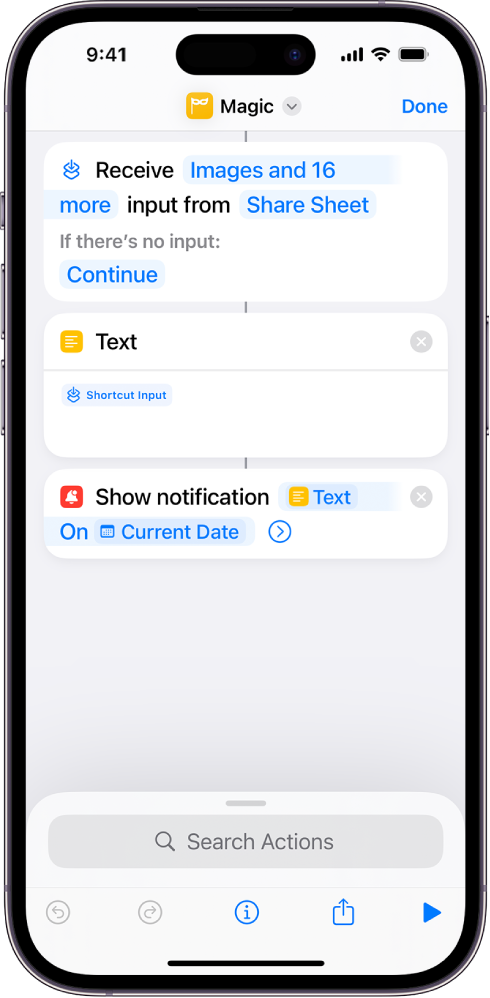 9:41
Magic
Done
Receive Images and 16
more input from Share Sheet
If there's no input:
Continue
Text
Shortcut Input
Show notification Text
On Current Date
Search Actions